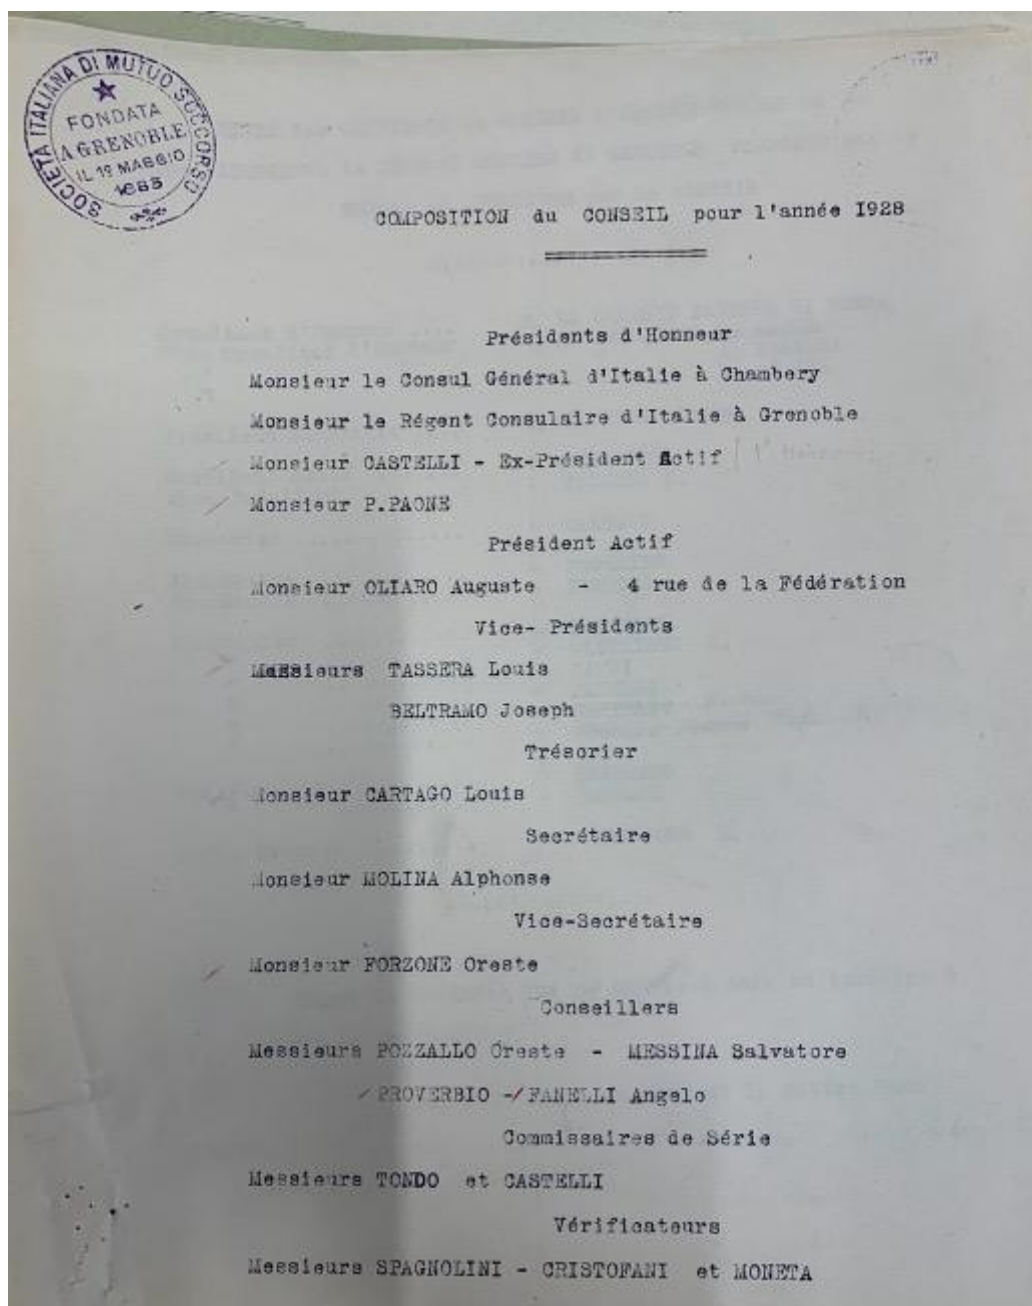 SOCIETÀ ITALIANA DI MUTUO SOCCORSO
FONDATA
A GRENOBLE
IL 1º MAGGIO
COMPOSITION du CONSEIL pour l'année I928
Présidents d'Honneur
Monsieur le Consul Général d'Italie à Chambery
Monsieur le Régent Consulaire d'Italie à Grenoble
Monsieur CASTELLI - Ex-Président Actif
Monsieur P.PAONE
Président Actif
Monsieur OLIARO Auguste - 4 rue de la Fédération
Vice- Présidents
Messieurs TASSERA Louis
BELTRAMO Joseph
Trésorier
Monsieur CARTAGO Louis
Secrétaire
Monsieur MOLINA Alphonse
Vice-Secrétaire
Monsieur FORZONE Oreste
Conseillers
Messieurs POZZALLO Oreste - MESSINA Salvatore
PROVERBIO - FANELLI Angelo
Commissaires de Série
Messieurs TONDO et CASTELLI
Vérificateurs
Messieurs SPAGNOLINI - CRISTOFANI et MONETA